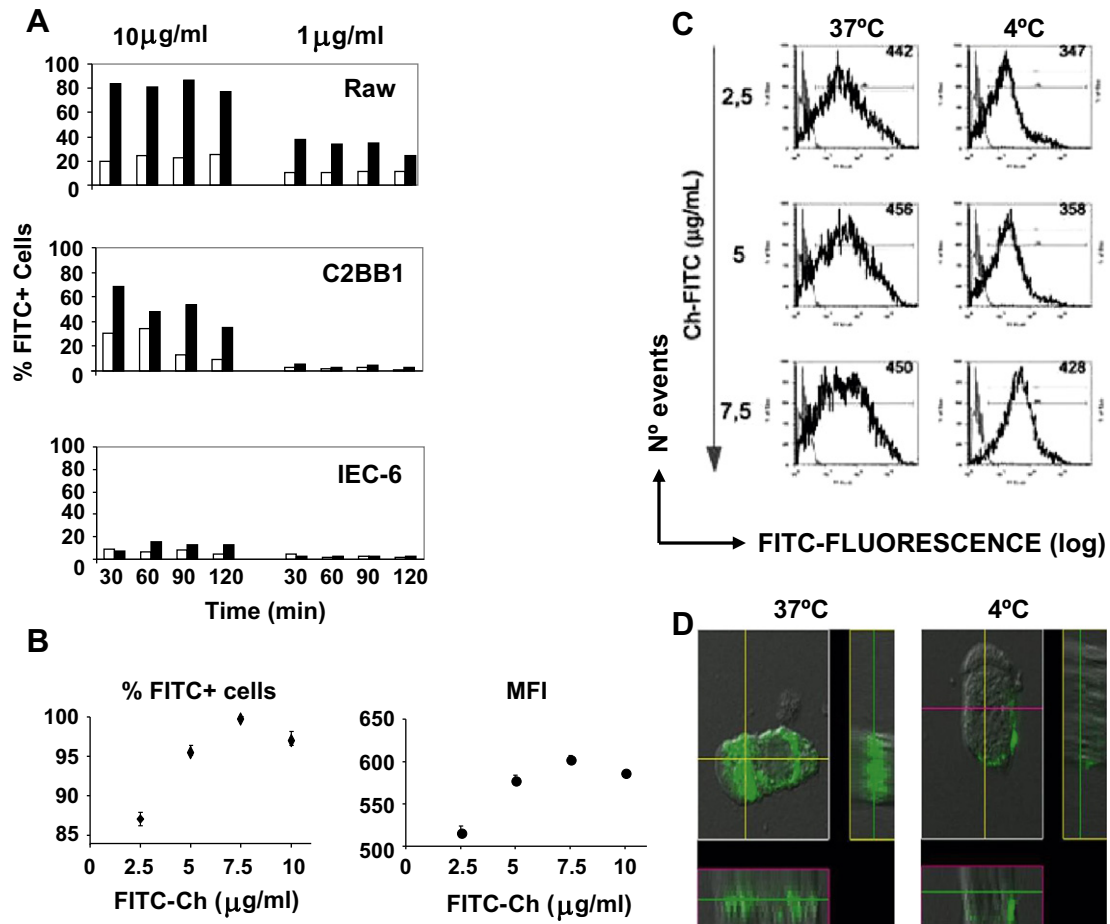 A
10µg/ml 1µg/ml
% FITC+ Cells
100
80
60
40
20
0
Raw
100
80
60
40
20
0
C2BB1
100
80
60
40
20
0
IEC-6
30 60 90 120 30 60 90 120
Time (min)
B
% FITC+ cells
100
95
90
85
0 2.5 5 7.5 10
FITC-Ch (µg/ml)
MFI
650
600
550
500
0 2.5 5 7.5 10
FITC-Ch (µg/ml)
C
37ºC 4ºC
Ch-FITC (µg/mL)
2,5
442 347
5
456 358
7,5
450 428
Nº events
FITC-FLUORESCENCE (log)
D
37ºC 4ºC